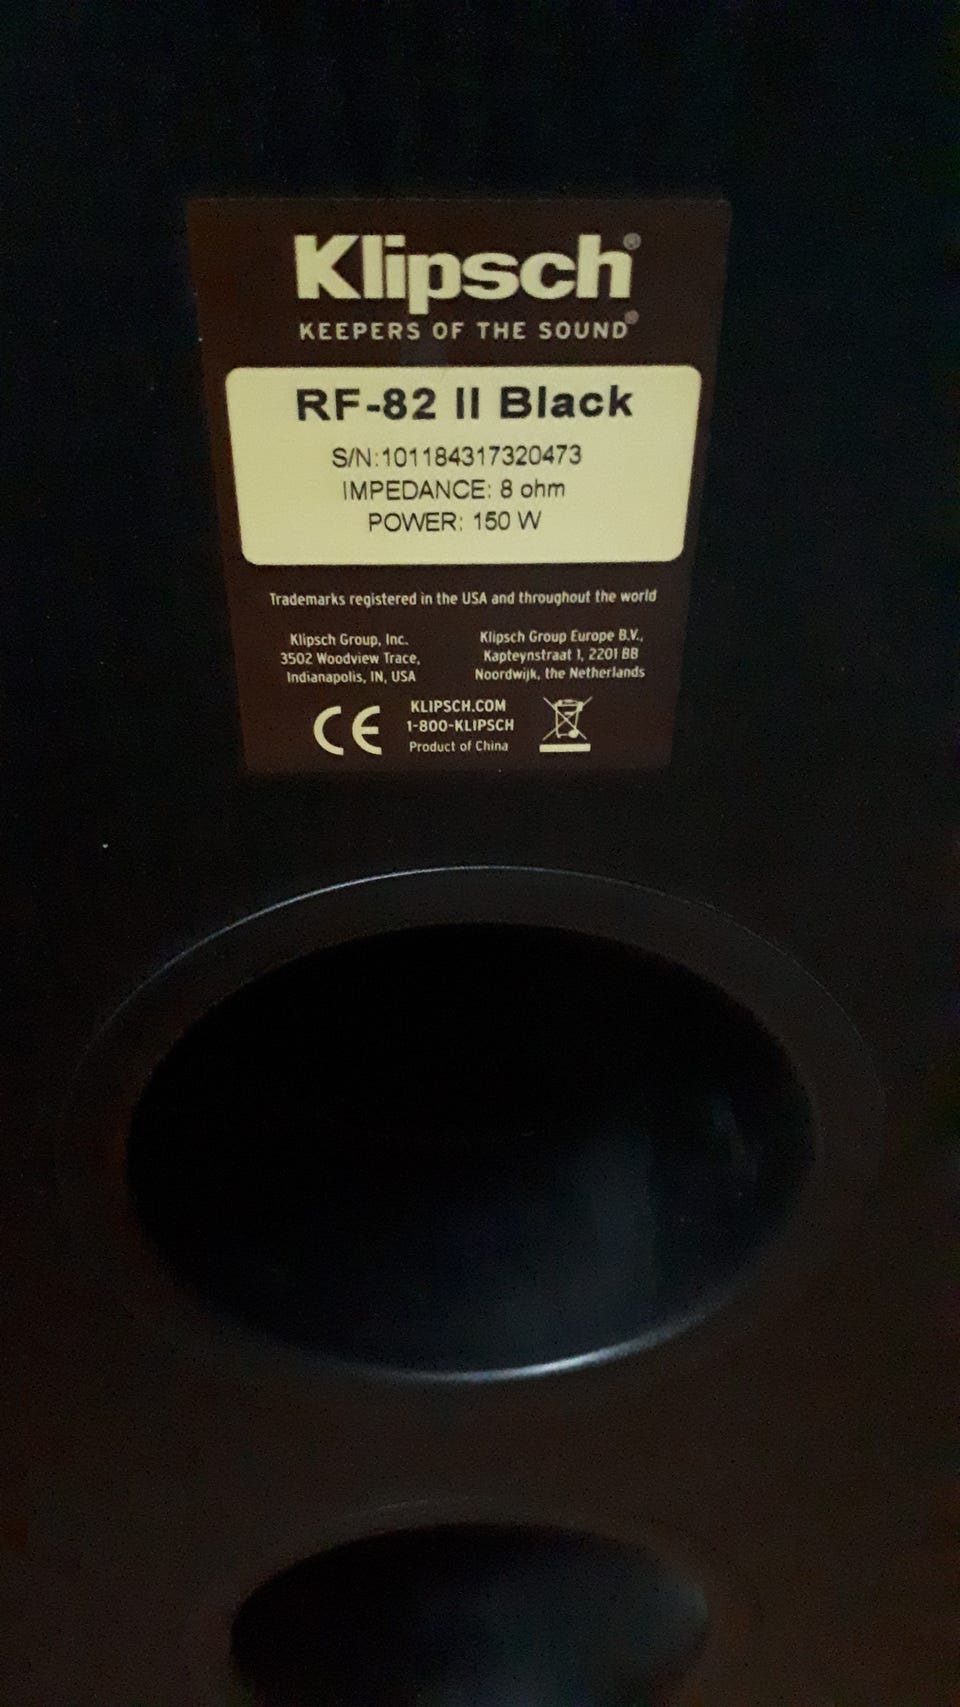 Klipsch®
KEEPERS OF THE SOUND®
RF-82 II Black
S/N:101184317320473
IMPEDANCE: 8 ohm
POWER: 150 W
Trademarks registered in the USA and throughout the world
Klipsch Group, Inc.
3502 Woodview Trace,
Indianapolis, IN, USA
Klipsch Group Europe B.V.,
Kapteynstraat 1, 2201 BB
Noordwijk, the Netherlands
CE
KLIPSCH.COM
1-800-KLIPSCH
Product of China